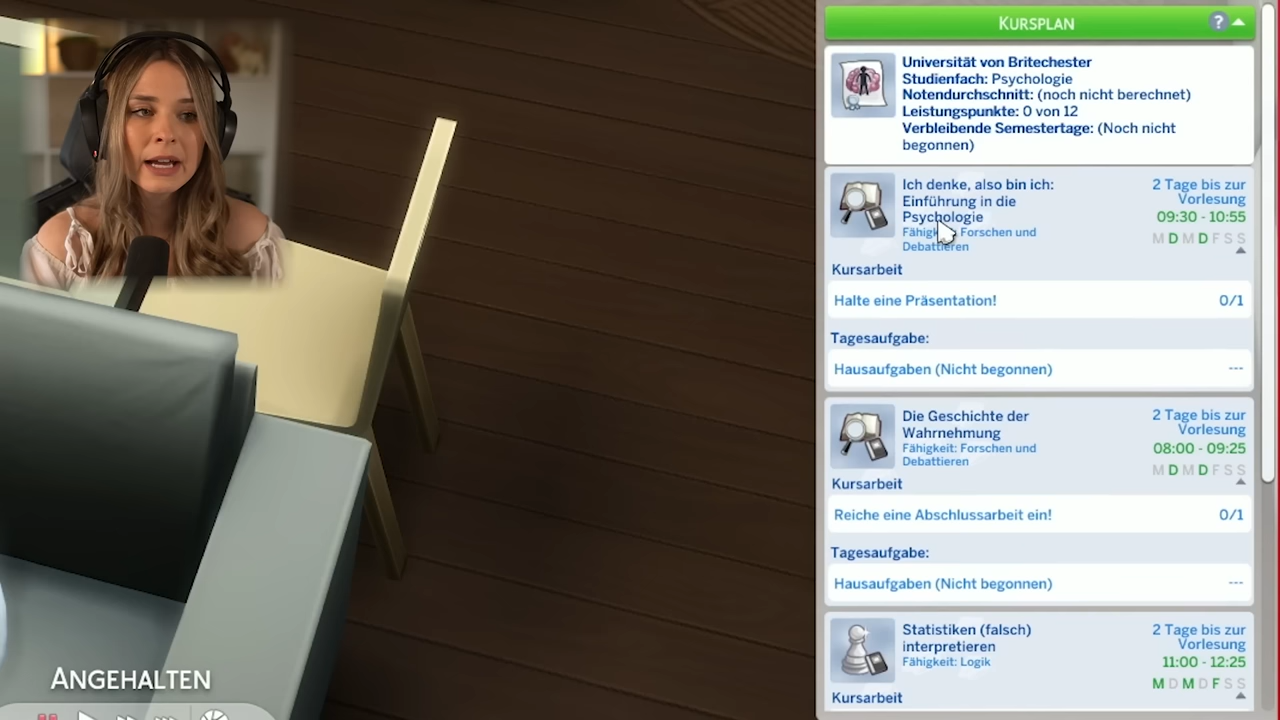 KURSPLAN
?
Universität von Britechester
Studienfach: Psychologie
Notendurchschnitt: (noch nicht berechnet)
Leistungspunkte: 0 von 12
Verbleibende Semestertage: (Noch nicht
begonnen)
Ich denke, also bin ich:
Einführung in die
Psychologie
Fähigk Forschen und
Debattieren
2 Tage bis zur
Vorlesung
09:30 - 10:55
M D M D F S S
Kursarbeit
Halte eine Präsentation! 0/1
Tagesaufgabe:
Hausaufgaben (Nicht begonnen) ---
Die Geschichte der
Wahrnehmung
Fähigkeit: Forschen und
Debattieren
2 Tage bis zur
Vorlesung
08:00 - 09:25
M D M D F S S
Kursarbeit
Reiche eine Abschlussarbeit ein! 0/1
Tagesaufgabe:
Hausaufgaben (Nicht begonnen) ---
Statistiken (falsch)
interpretieren
Fähigkeit: Logik
2 Tage bis zur
Vorlesung
11:00 - 12:25
M D M D F S S
Kursarbeit
ANGEHALTEN